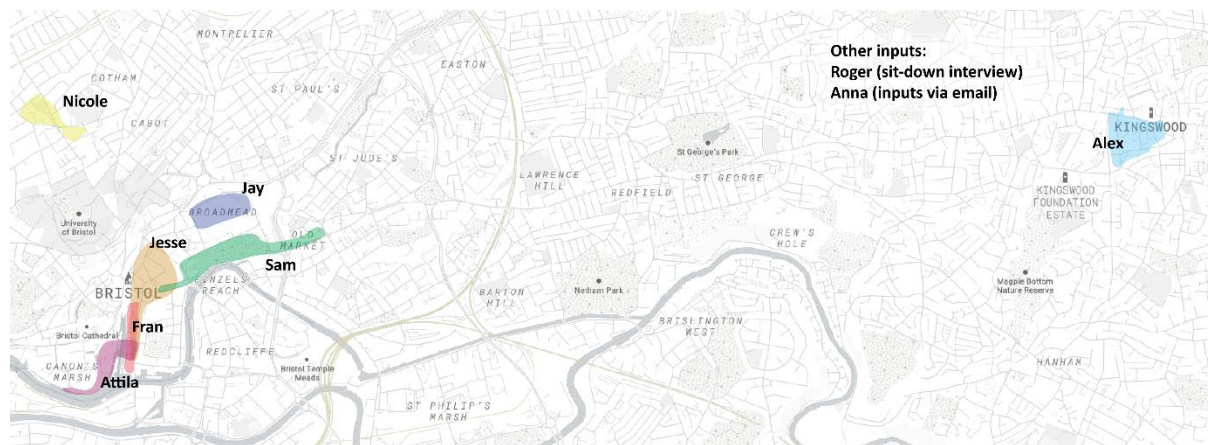 MONTPELIER
Other inputs:
Roger (sit-down interview)
Anna (inputs via email)
EASTON
COTHAM
ST PAUL'S
Nicole
CABOT
KINGSWOOD
Alex
ST JUDE'S
St George's Park
LAWRENCE
HILL
REDFIELD
ST GEORGE
KINGSWOOD
FOUNDATION
ESTATE
Jay
BROADMEAD
University
of Bristol
Jesse
OLD
MARKET
Sam
CREW'S
HOLE
FINZELS
REACH
BRISTOL
BARTON
HILL
Netham Park
Magpie Bottom
Nature Reserve
Fran
Bristol Cathedral
BRISLINGTON
WEST
REDCLIFFE
CANON'S
MARSH
Attila
Bristol Temple
Meads
HANHAM
ST PHILIP'S
MARSH